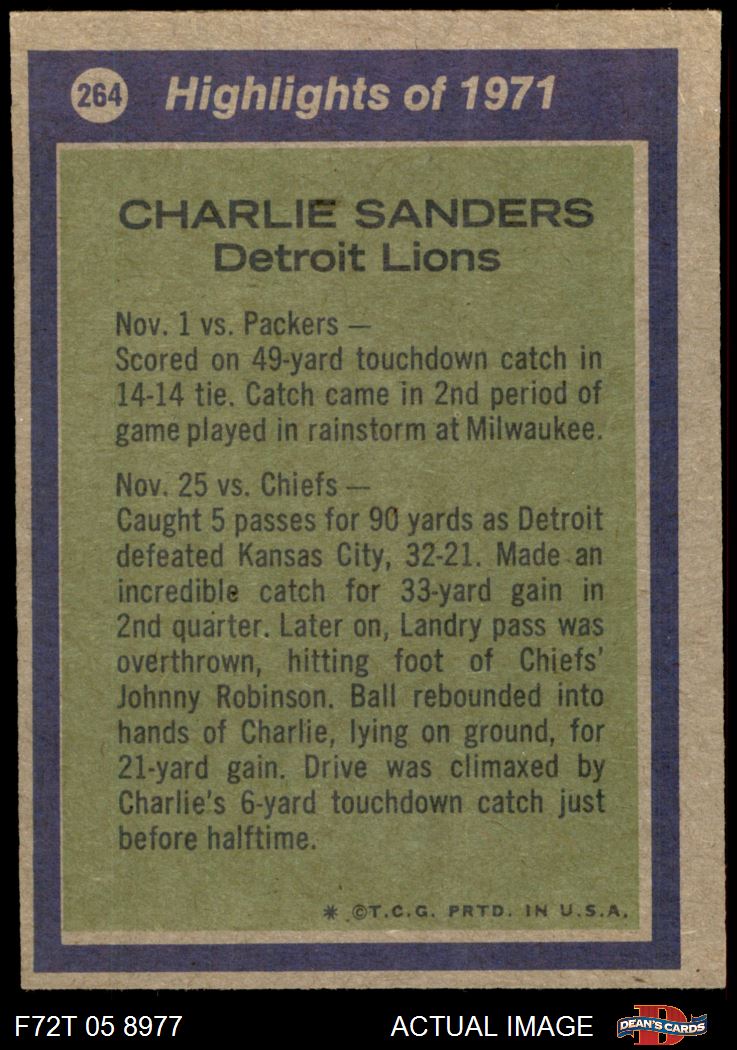 264 Highlights of 1971
CHARLIE SANDERS
Detroit Lions
Nov. 1 vs. Packers —
Scored on 49-yard touchdown catch in
14-14 tie. Catch came in 2nd period of
game played in rainstorm at Milwaukee.
Nov. 25 vs. Chiefs —
Caught 5 passes for 90 yards as Detroit
defeated Kansas City, 32-21. Made an
incredible catch for 33-yard gain in
2nd quarter. Later on, Landry pass was
overthrown, hitting foot of Chiefs'
Johnny Robinson. Ball rebounded into
hands of Charlie, lying on ground, for
21-yard gain. Drive was climaxed by
Charlie's 6-yard touchdown catch just
before halftime.
* ©T.C.G. PRTD. IN U.S.A.
F72T 05 8977 ACTUAL IMAGE D DEAN'S CARDS